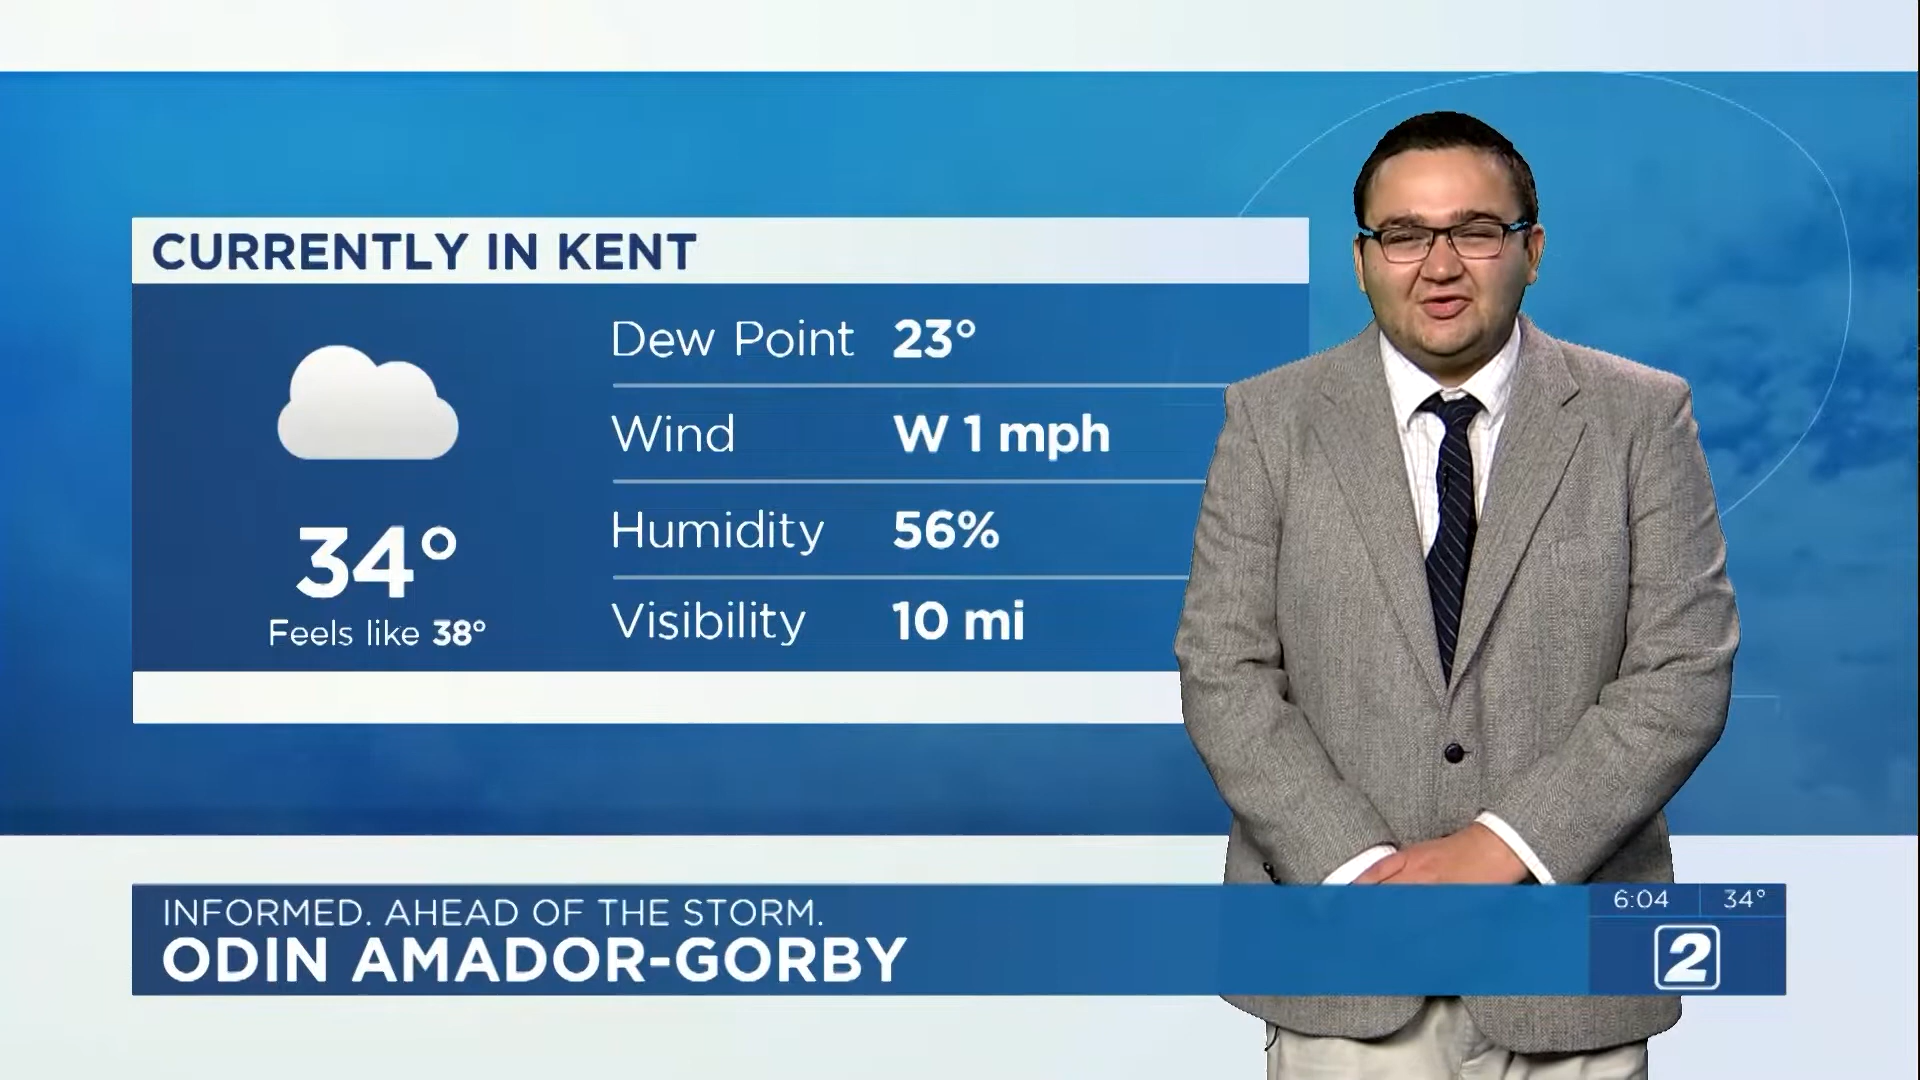 CURRENTLY IN KENT
34°
Feels like 38°
Dew Point 23°
Wind W 1 mph
Humidity 56%
Visibility 10 mi
INFORMED. AHEAD OF THE STORM.
ODIN AMADOR-GORBY
6:04 34°
2